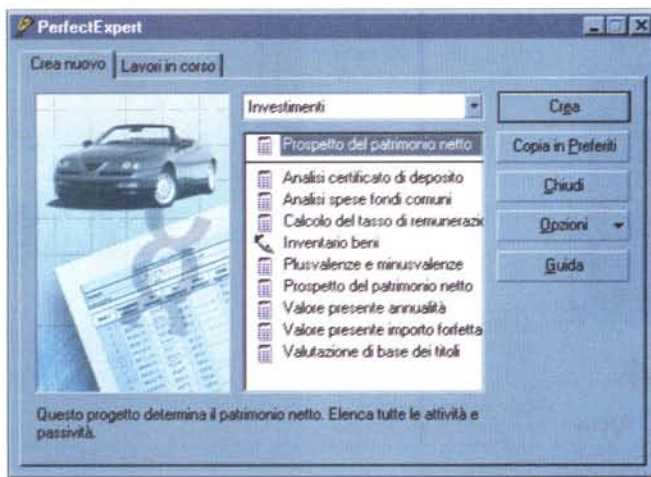 PerfectExpert
Crea nuovo
Lavori in corso
Investimenti
Prospetto del patrimonio netto
Analisi certificato di deposito
Analisi spese fondi comuni
Calcolo del tasso di remunerazio
Inventario beni
Plusvalenze e minusvalenze
Prospetto del patrimonio netto
Valore presente annualità
Valore presente importo forfetta
Valutazione di base dei titoli
Crea
Copia in Preferiti
Chiudi
Opzioni
Guida
Questo progetto determina il patrimonio netto. Elenca tutte le attività e
passività.